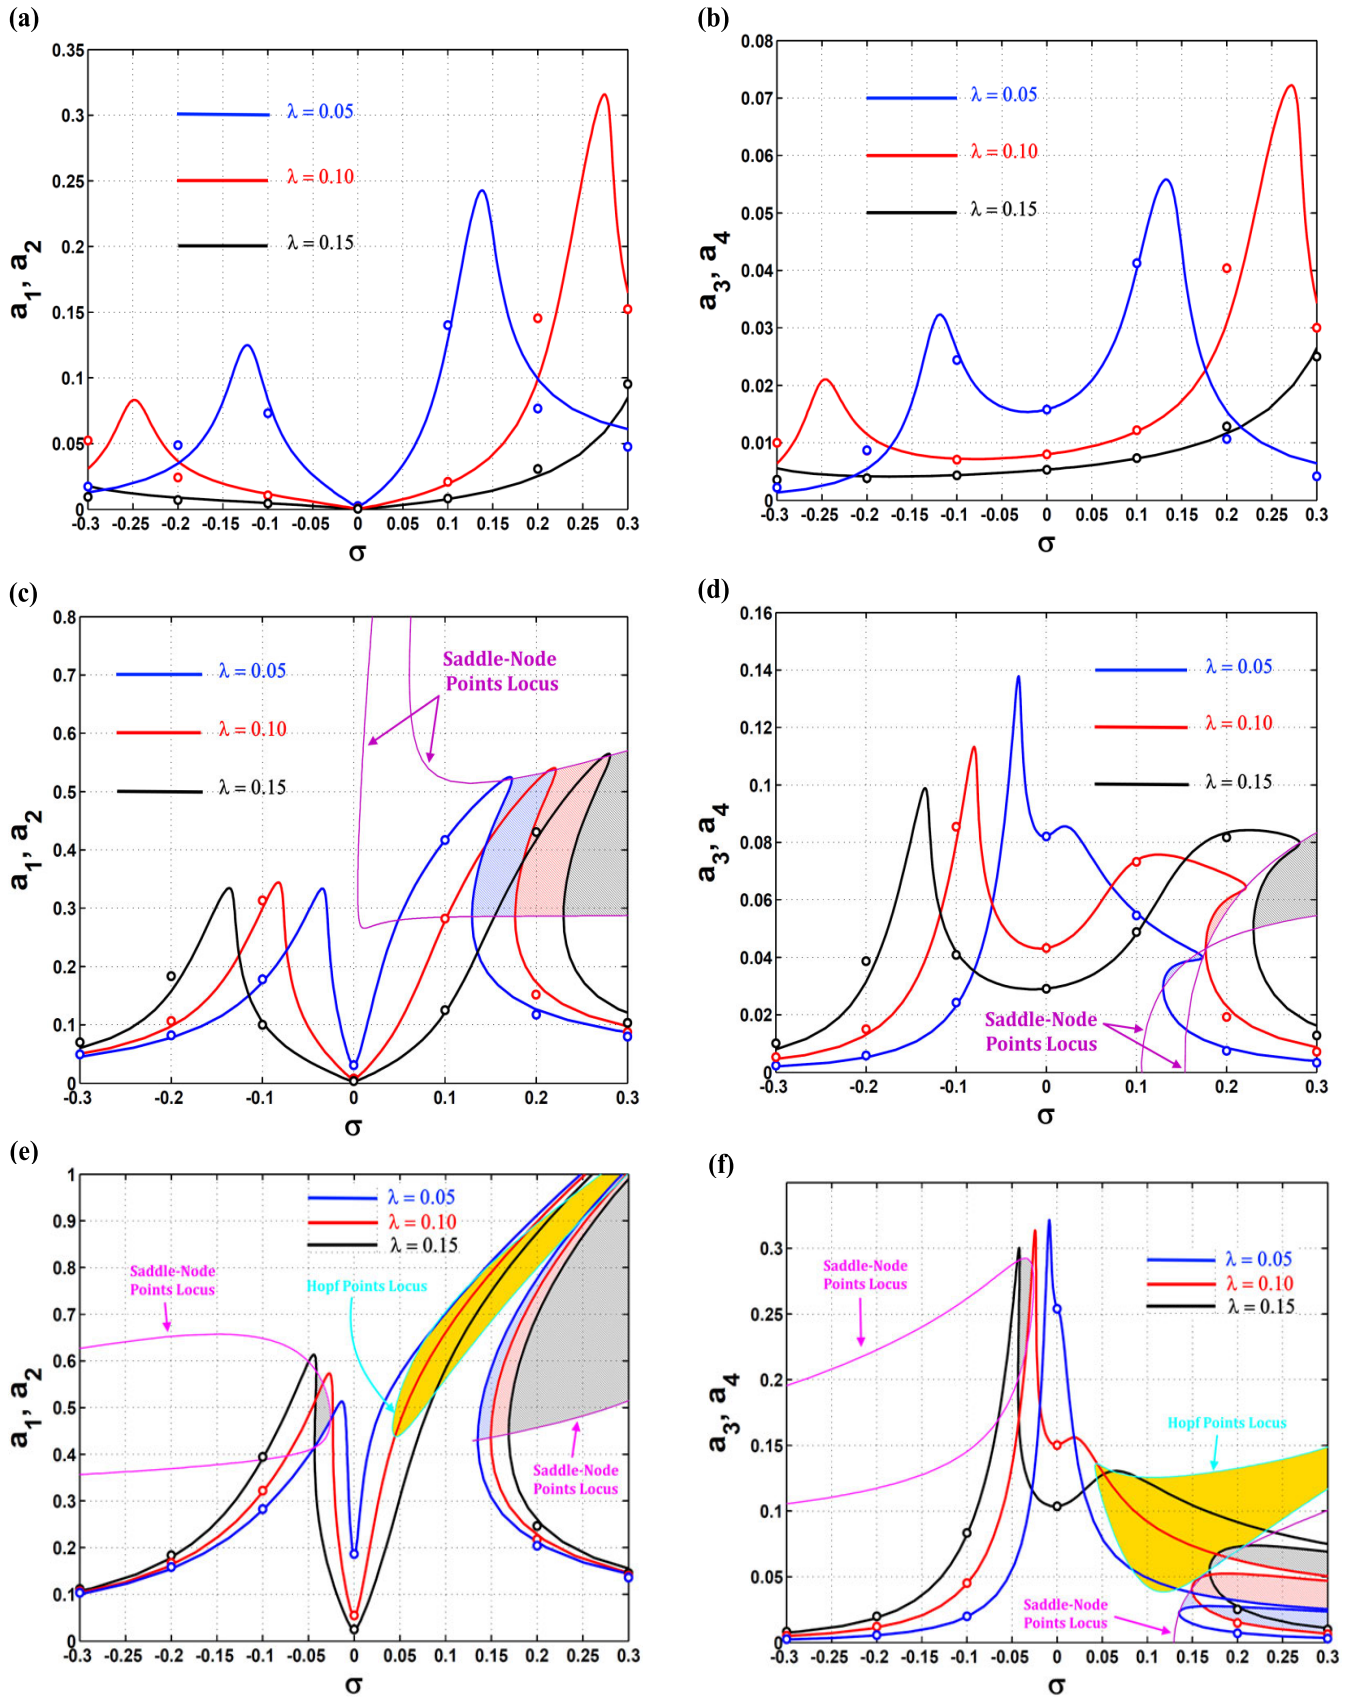 (a)
0.35
0.3
0.25
0.2
0.15
0.1
0.05
0
a1, a2
λ = 0.05
λ = 0.10
λ = 0.15
-0.3 -0.25 -0.2 -0.15 -0.1 -0.05 0 0.05 0.1 0.15 0.2 0.25 0.3
σ
(b)
0.08
0.07
0.06
0.05
0.04
0.03
0.02
0.01
0
a3, a4
λ = 0.05
λ = 0.10
λ = 0.15
-0.3 -0.25 -0.2 -0.15 -0.1 -0.05 0 0.05 0.1 0.15 0.2 0.25 0.3
σ
(c)
0.8
0.7
0.6
0.5
0.4
0.3
0.2
0.1
0
a1, a2
λ = 0.05
λ = 0.10
λ = 0.15
Saddle-Node
Points Locus
-0.3 -0.2 -0.1 0 0.1 0.2 0.3
σ
(d)
0.16
0.14
0.12
0.1
0.08
0.06
0.04
0.02
0
a3, a4
λ = 0.05
λ = 0.10
λ = 0.15
Saddle-Node
Points Locus
-0.3 -0.2 -0.1 0 0.1 0.2 0.3
σ
(e)
1
0.9
0.8
0.7
0.6
0.5
0.4
0.3
0.2
0.1
0
a1, a2
λ = 0.05
λ = 0.10
λ = 0.15
Saddle-Node
Points Locus
Hopf Points Locus
Saddle-Node
Points Locus
-0.3 -0.25 -0.2 -0.15 -0.1 -0.05 0 0.05 0.1 0.15 0.2 0.25 0.3
σ
(f)
0.3
0.25
0.2
0.15
0.1
0.05
0
a3, a4
λ = 0.05
λ = 0.10
λ = 0.15
Saddle-Node
Points Locus
Hopf Points Locus
Saddle-Node
Points Locus
-0.3 -0.25 -0.2 -0.15 -0.1 -0.05 0 0.05 0.1 0.15 0.2 0.25 0.3
σ